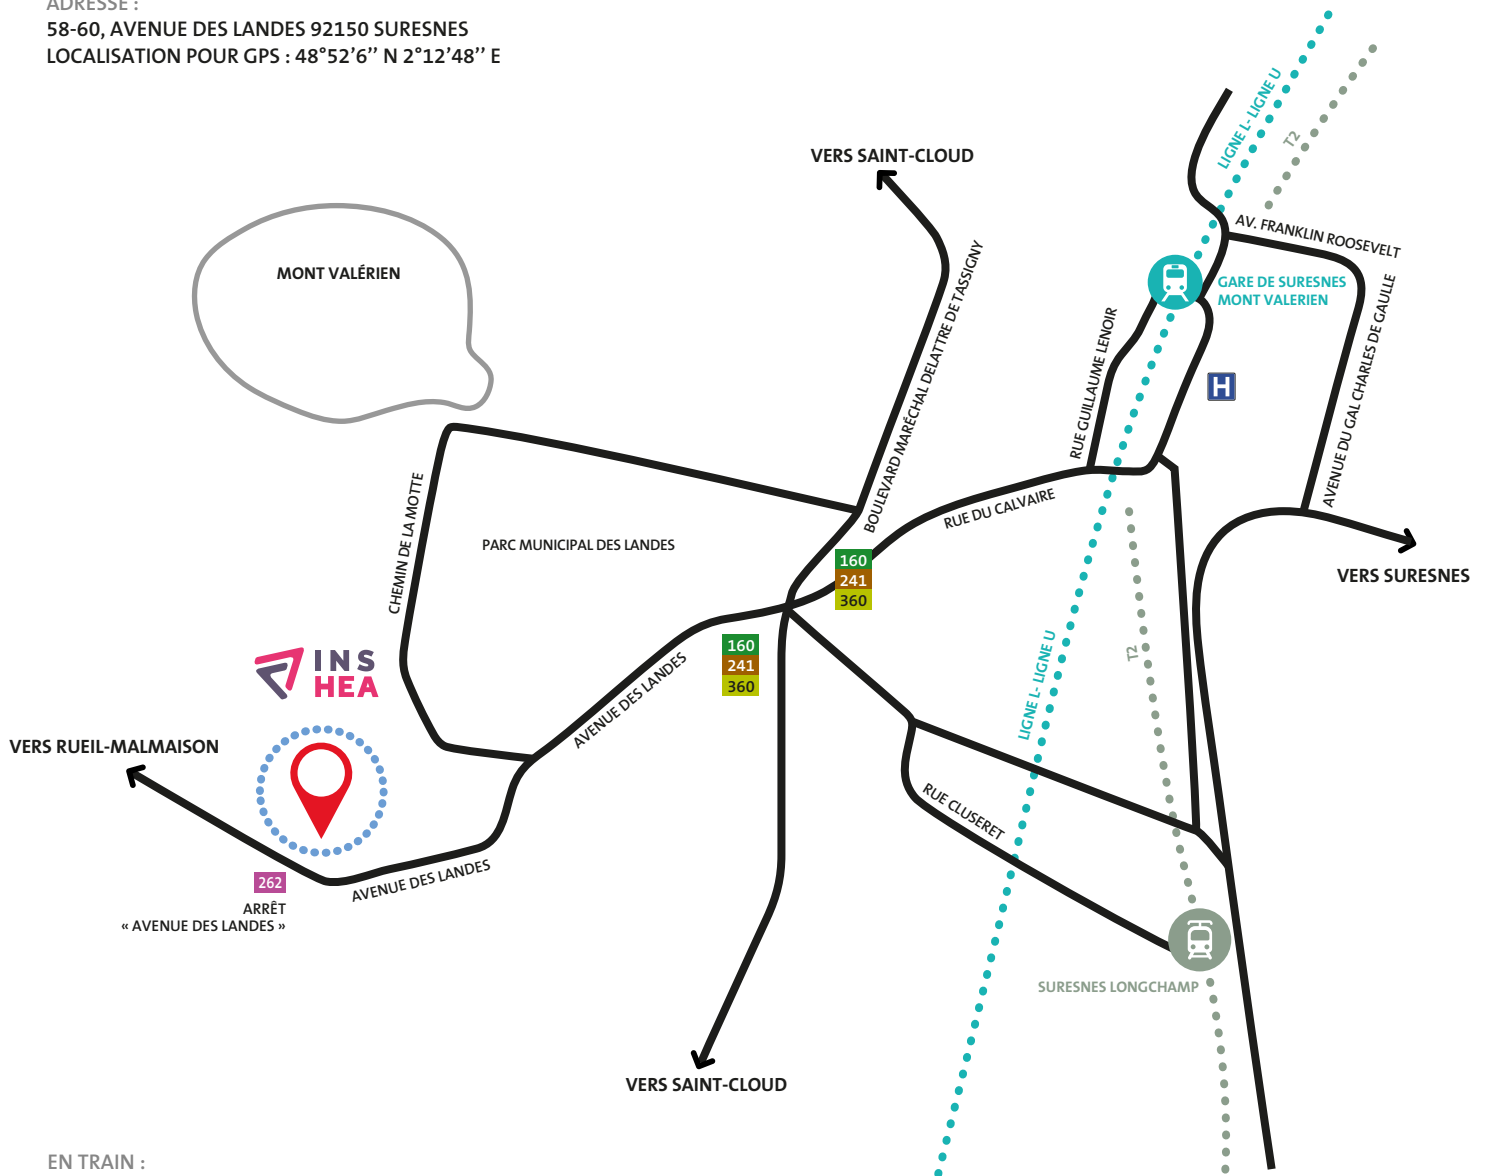 ADRESSE :
58-60, AVENUE DES LANDES 92150 SURESNES
LOCALISATION POUR GPS : 48°52’6’’ N 2°12’48’’ E
LIGNE L- LIGNE U
T2
VERS SAINT-CLOUD
AV. FRANKLIN ROOSEVELT
MONT VALÉRIEN
GARE DE SURESNES
MONT VALERIEN
BOULEVARD MARÉCHAL DELATTRE DE TASSIGNY
RUE GUILLAUME LENOIR
AVENUE DU GAL CHARLES DE GAULLE
H
CHEMIN DE LA MOTTE
RUE DU CALVAIRE
PARC MUNICIPAL DES LANDES
160
241
360
VERS SURESNES
160
241
360
INS
HEA
AVENUE DES LANDES
LIGNE L- LIGNE U
T2
VERS RUEIL-MALMAISON
RUE CLUSERET
262
AVENUE DES LANDES
ARRÊT
« AVENUE DES LANDES »
SURESNES LONGCHAMP
VERS SAINT-CLOUD
EN TRAIN :